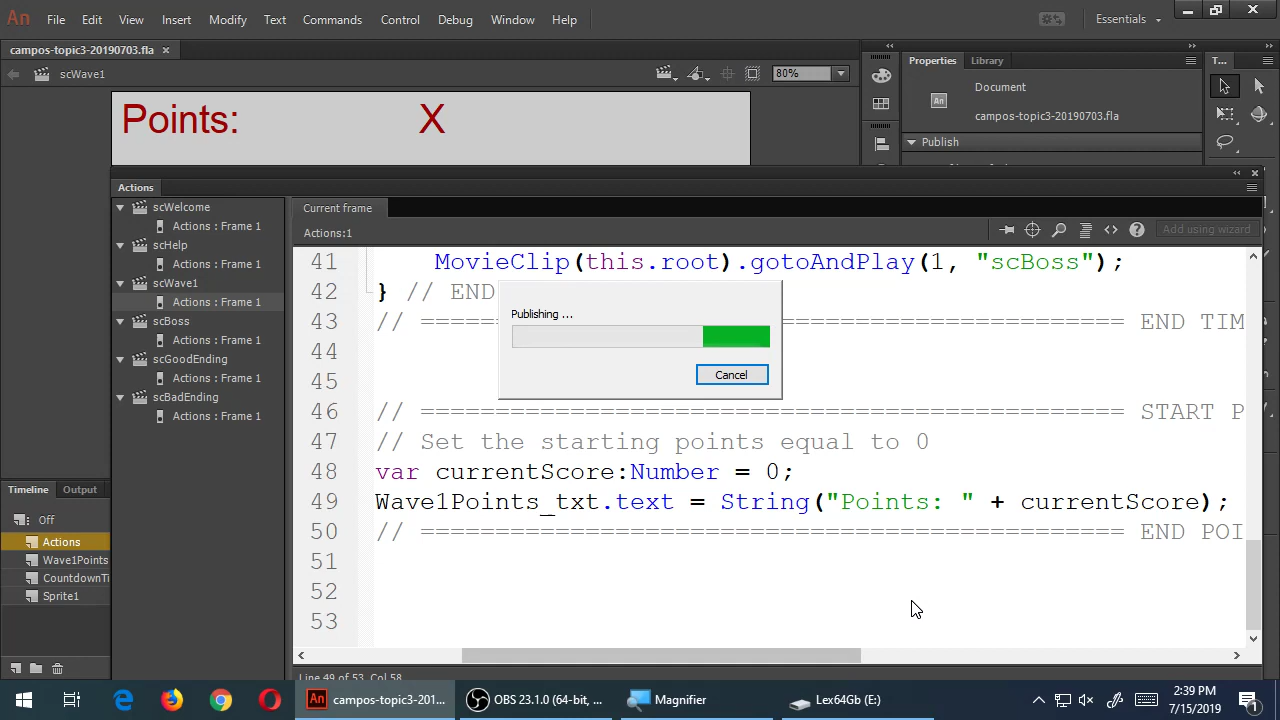 An File Edit View Insert Modify Text Commands Control Debug Window Help Essentials
campos-topic3-20190703.fla ×
scWave1 80%
Properties Library T...
Document
An campos-topic3-20190703.fla
Publish
Points: X
Actions
scWelcome
Actions : Frame 1
scHelp
Actions : Frame 1
scWave1
Actions : Frame 1
scBoss
Actions : Frame 1
scGoodEnding
Actions : Frame 1
scBadEnding
Actions : Frame 1
Current frame
Actions:1 Add using wizard
41 MovieClip(this.root).gotoAndPlay(1, "scBoss");
42 } // END
43 // =============================================== END TIM
44
45
46 // =============================================== START P
47 // Set the starting points equal to 0
48 var currentScore:Number = 0;
49 Wave1Points_txt.text = String("Points: " + currentScore);
50 // =============================================== END POI
51
52
53
Publishing ...
Cancel
Line 49 of 53, Col 58
Timeline Output
Off
Actions
Wave1Points
CountdownTi
Sprite1
An campos-topic3-201... OBS 23.1.0 (64-bit, ... Magnifier Lex64Gb (E:)
2:39 PM
7/15/2019
1